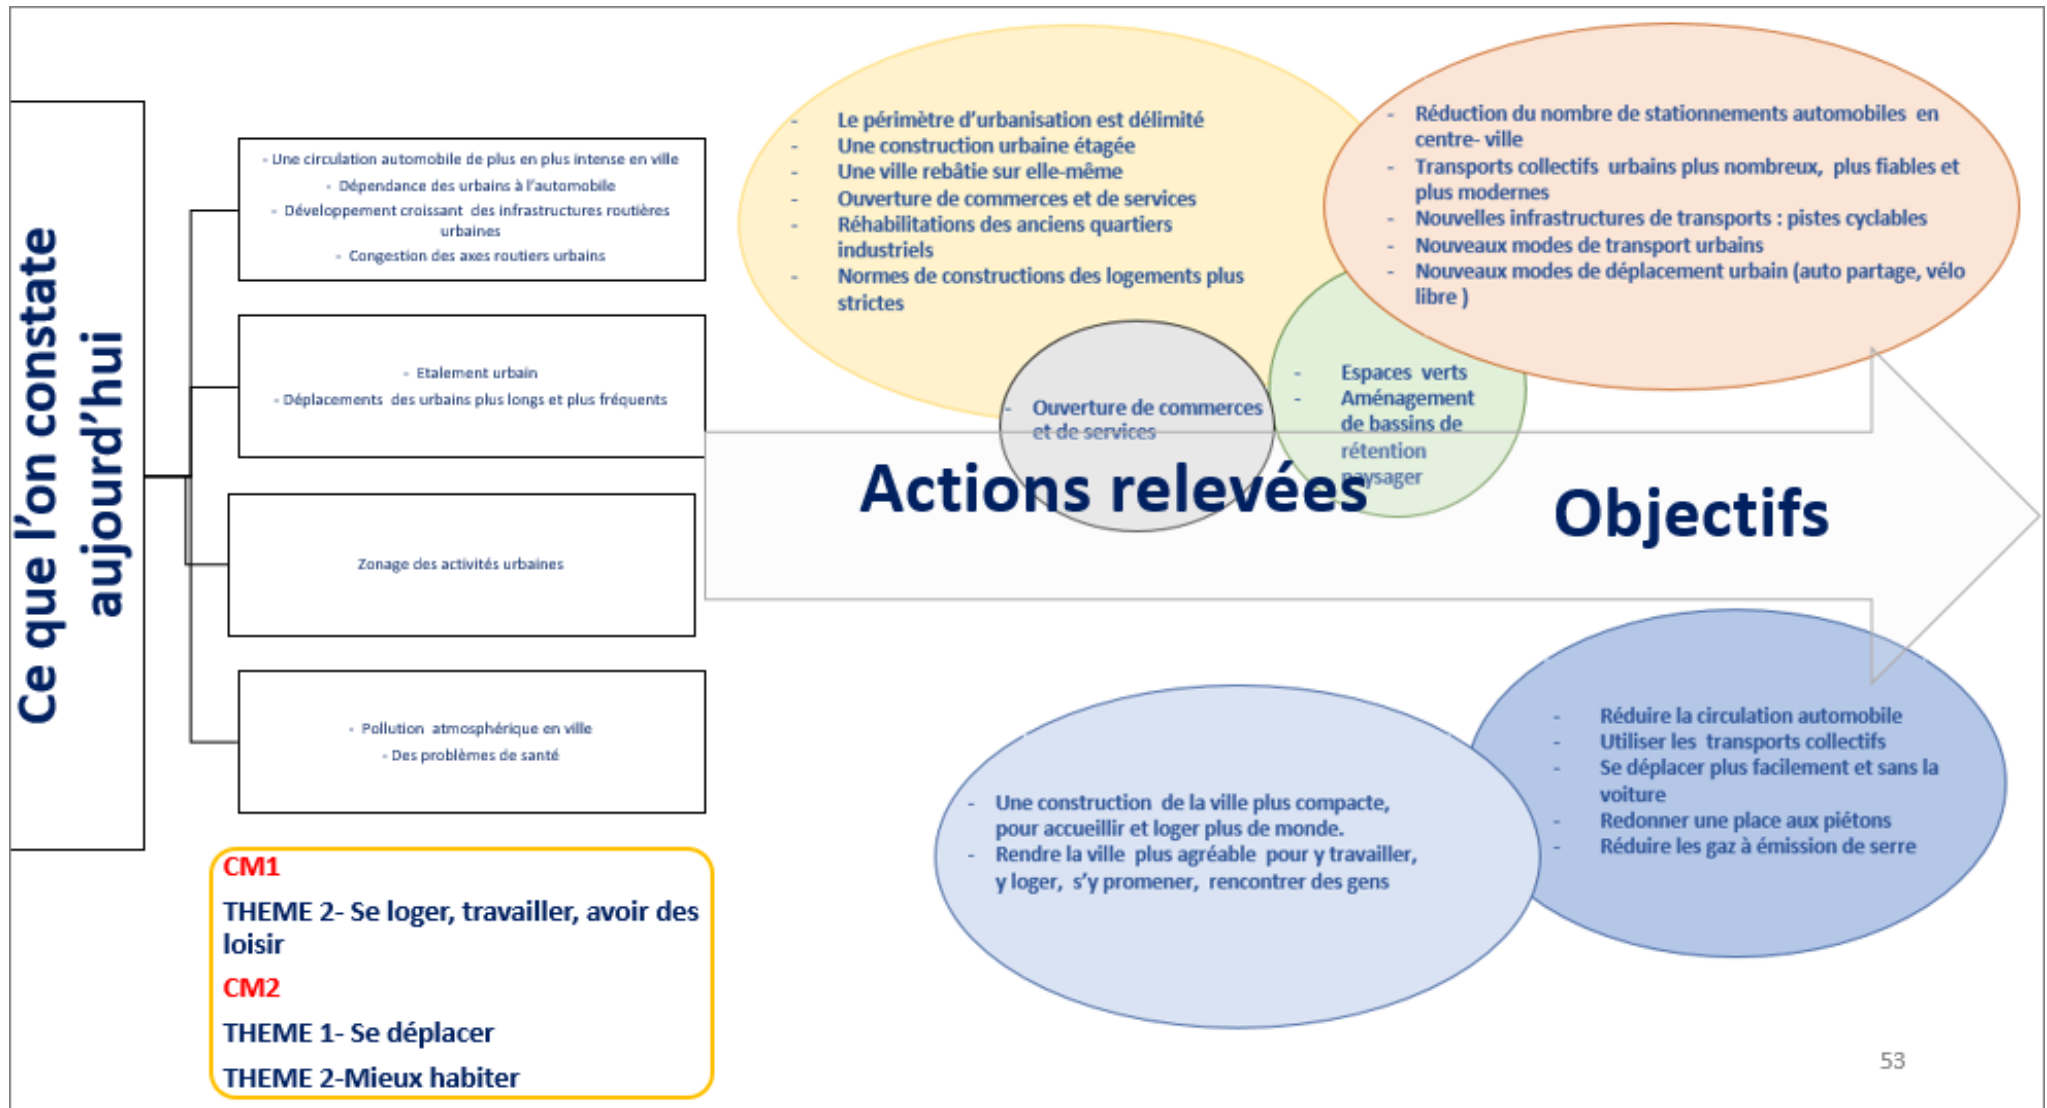 Ce que l'on constate
aujourd'hui
- Une circulation automobile de plus en plus intense en ville
- Dépendance des urbains à l'automobile
- Développement croissant des infrastructures routières
urbaines
- Congestion des axes routiers urbains
- Etalement urbain
- Déplacements des urbains plus longs et plus fréquents
Zonage des activités urbaines
- Pollution atmosphérique en ville
- Des problèmes de santé
CM1
THEME 2- Se loger, travailler, avoir des
loisir
CM2
THEME 1- Se déplacer
THEME 2-Mieux habiter
- Le périmètre d'urbanisation est délimité
- Une construction urbaine étagée
- Une ville rebâtie sur elle-même
- Ouverture de commerces et de services
- Réhabilitations des anciens quartiers
industriels
- Normes de constructions des logements plus
strictes
- Ouverture de commerces
et de services
- Espaces verts
- Aménagement
de bassins de
rétention
paysager
- Réduction du nombre de stationnements automobiles en
centre- ville
- Transports collectifs urbains plus nombreux, plus fiables et
plus modernes
- Nouvelles infrastructures de transports : pistes cyclables
- Nouveaux modes de transport urbains
- Nouveaux modes de déplacement urbain (auto partage, vélo
libre )
Actions relevées
Objectifs
- Une construction de la ville plus compacte,
pour accueillir et loger plus de monde.
- Rendre la ville plus agréable pour y travailler,
y loger, s'y promener, rencontrer des gens
- Réduire la circulation automobile
- Utiliser les transports collectifs
- Se déplacer plus facilement et sans la
voiture
- Redonner une place aux piétons
- Réduire les gaz à émission de serre
53